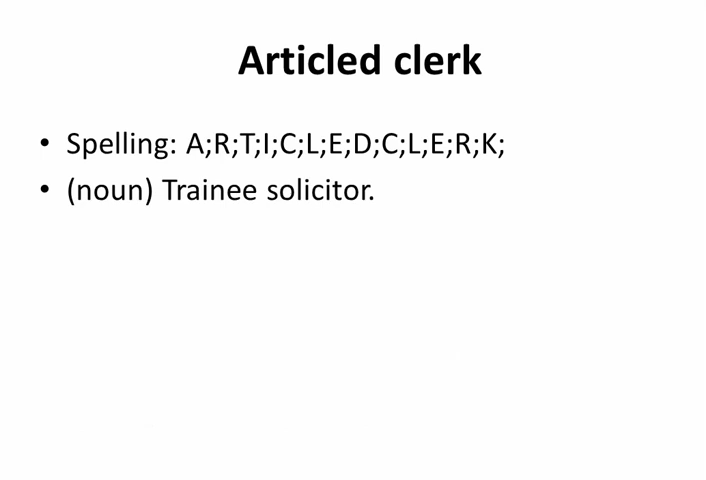 Articled clerk
• Spelling: A;R;T;I;C;L;E;D;C;L;E;R;K;
• (noun) Trainee solicitor.